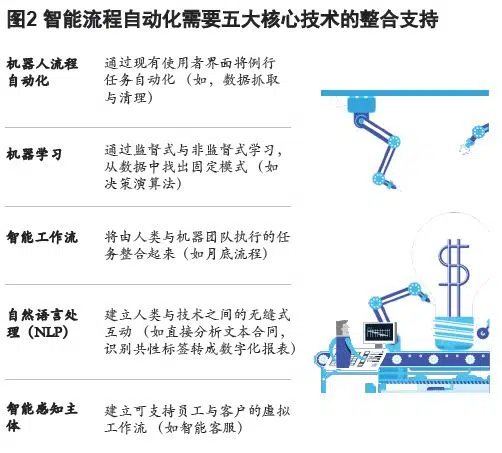 图2 智能流程自动化需要五大核心技术的整合支持
机器人流程
自动化
通过现有使用者界面将例行
任务自动化（如，数据抓取
与清理）
机器学习
通过监督式与非监督式学习，
从数据中找出固定模式（如
决策演算法）
智能工作流
将由人类与机器团队执行的任
务整合起来（如月底流程）
自然语言处
理（NLP）
建立人类与技术之间的无缝式
互动（如直接分析文本合同，
识别共性标签转成数字化报表）
智能感知主
体
建立可支持员工与客户的虚拟
工作流（如智能客服）
$